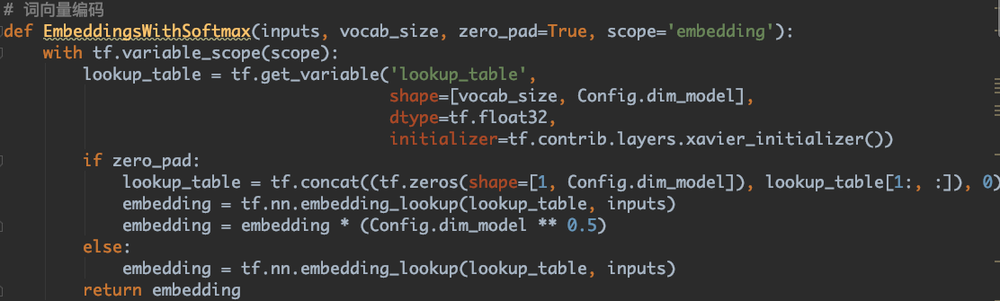 # 词向量编码
def EmbeddingsWithSoftmax(inputs, vocab_size, zero_pad=True, scope='embedding'):
    with tf.variable_scope(scope):
        lookup_table = tf.get_variable('lookup_table',
                                       shape=[vocab_size, Config.dim_model],
                                       dtype=tf.float32,
                                       initializer=tf.contrib.layers.xavier_initializer())
        if zero_pad:
            lookup_table = tf.concat((tf.zeros(shape=[1, Config.dim_model]), lookup_table[1:, :]), 0)
            embedding = tf.nn.embedding_lookup(lookup_table, inputs)
            embedding = embedding * (Config.dim_model ** 0.5)
        else:
            embedding = tf.nn.embedding_lookup(lookup_table, inputs)
        return embedding